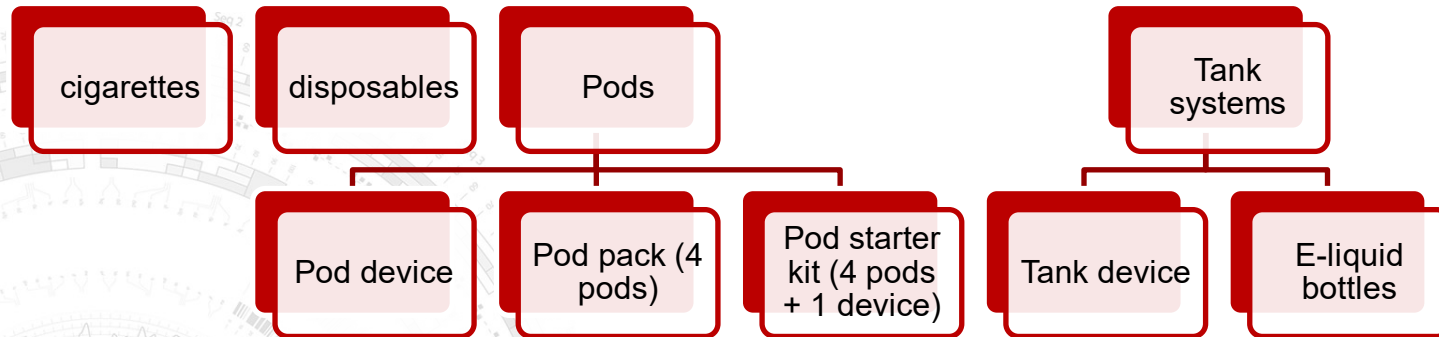 cigarettes
disposables
Pods
Tank
systems
Pod device
Pod pack (4
pods)
Pod starter
kit (4 pods
+ 1 device)
Tank device
E-liquid
bottles